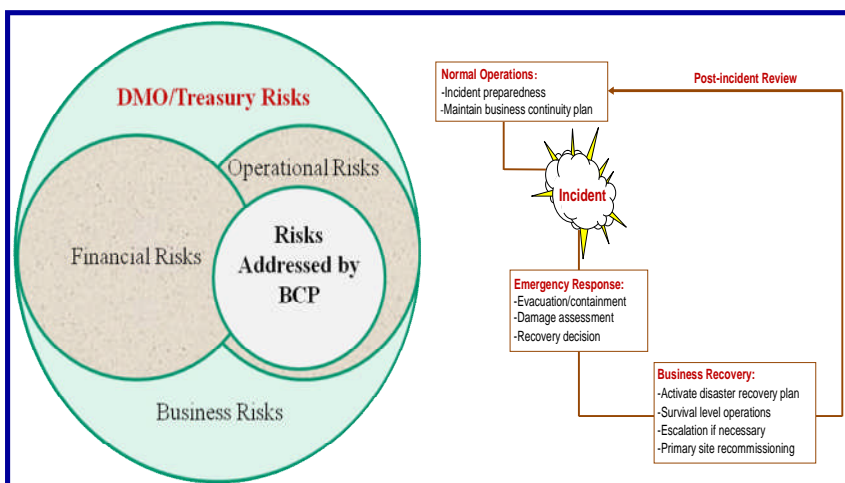 DMO/Treasury Risks
Operational Risks
Financial Risks
Risks
Addressed by
BCP
Business Risks
Normal Operations:
-Incident preparedness
-Maintain business continuity plan
Post-incident Review
Incident
Emergency Response:
-Evacuation/containment
-Damage assessment
-Recovery decision
Business Recovery:
-Activate disaster recovery plan
-Survival level operations
-Escalation if necessary
-Primary site recommissioning